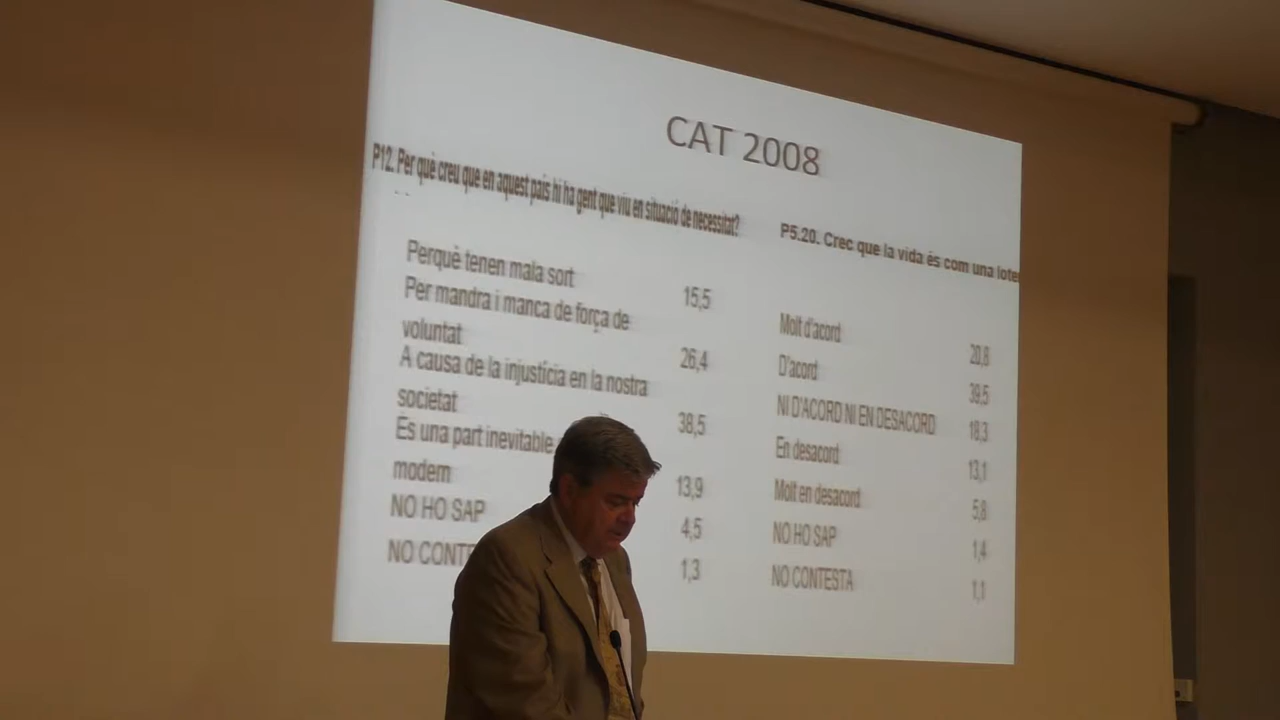 CAT 2008
P12. Per què creu que en aquest país hi ha gent que viu en situació de necessitat?
Perquè tenen mala sort 15,5
Per mandra i manca de força de
voluntat 26,4
A causa de la injustícia en la nostra
societat 38,5
És una part inevitable
modern 13,9
NO HO SAP 4,5
NO CONTE 1,3
P5.20. Crec que la vida és com una lote
Molt d'acord 20,8
D'acord 39,5
NI D'ACORD NI EN DESACORD 18,3
En desacord 13,1
Molt en desacord 5,8
NO HO SAP 1,4
NO CONTESTA 1,1